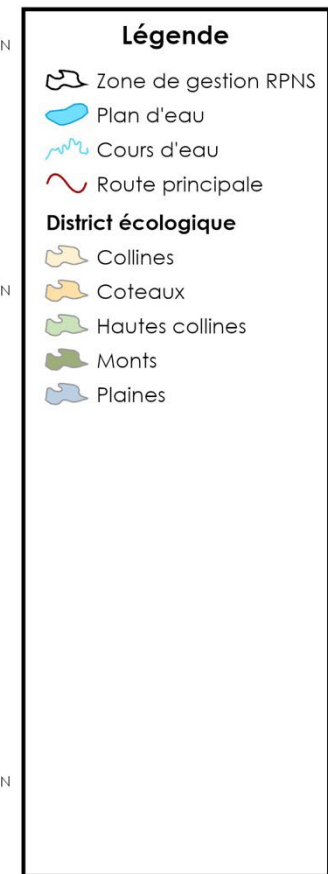 Légende
N
Zone de gestion RPNS
Plan d'eau
Cours d'eau
Route principale
District écologique
Collines
N
Coteaux
Hautes collines
Monts
Plaines
N